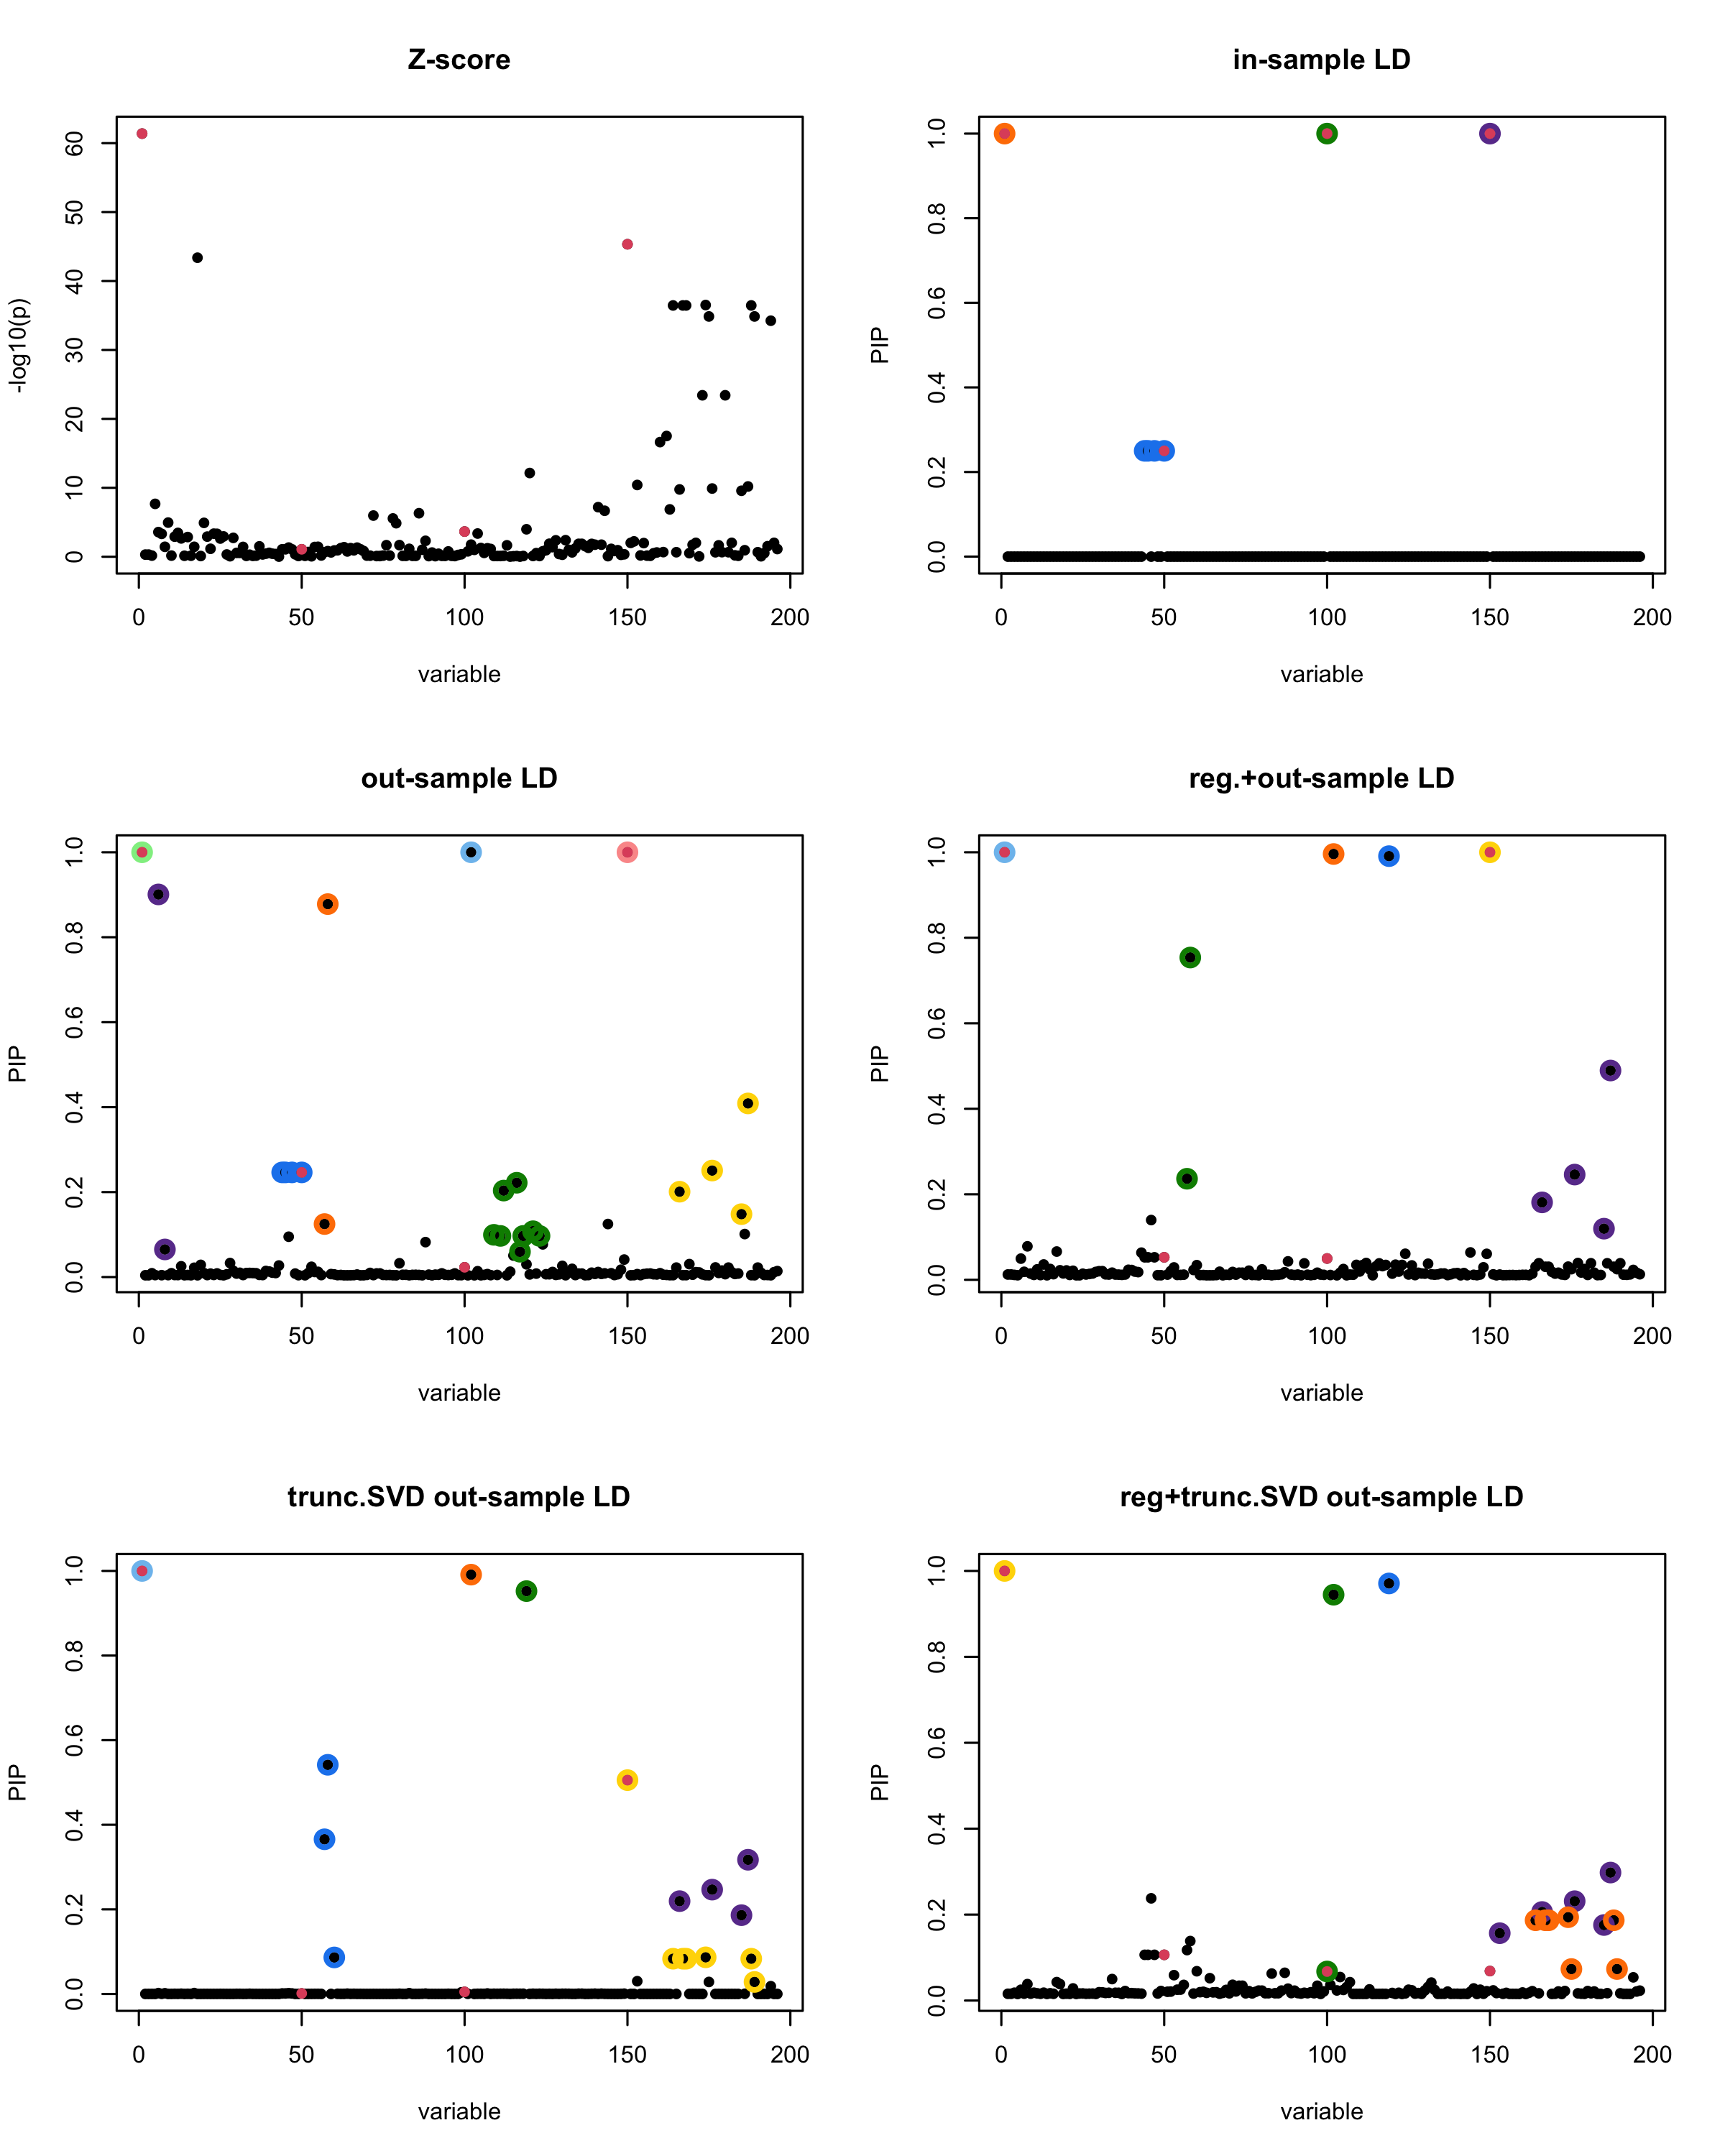 Z-score
-log10(p)
0 10 20 30 40 50 60
0 50 100 150 200
variable
in-sample LD
PIP
0.0 0.2 0.4 0.6 0.8 1.0
0 50 100 150 200
variable
out-sample LD
PIP
0.0 0.2 0.4 0.6 0.8 1.0
0 50 100 150 200
variable
reg.+out-sample LD
PIP
0.0 0.2 0.4 0.6 0.8 1.0
0 50 100 150 200
variable
trunc.SVD out-sample LD
PIP
0.0 0.2 0.4 0.6 0.8 1.0
0 50 100 150 200
variable
reg+trunc.SVD out-sample LD
PIP
0.0 0.2 0.4 0.6 0.8 1.0
0 50 100 150 200
variable